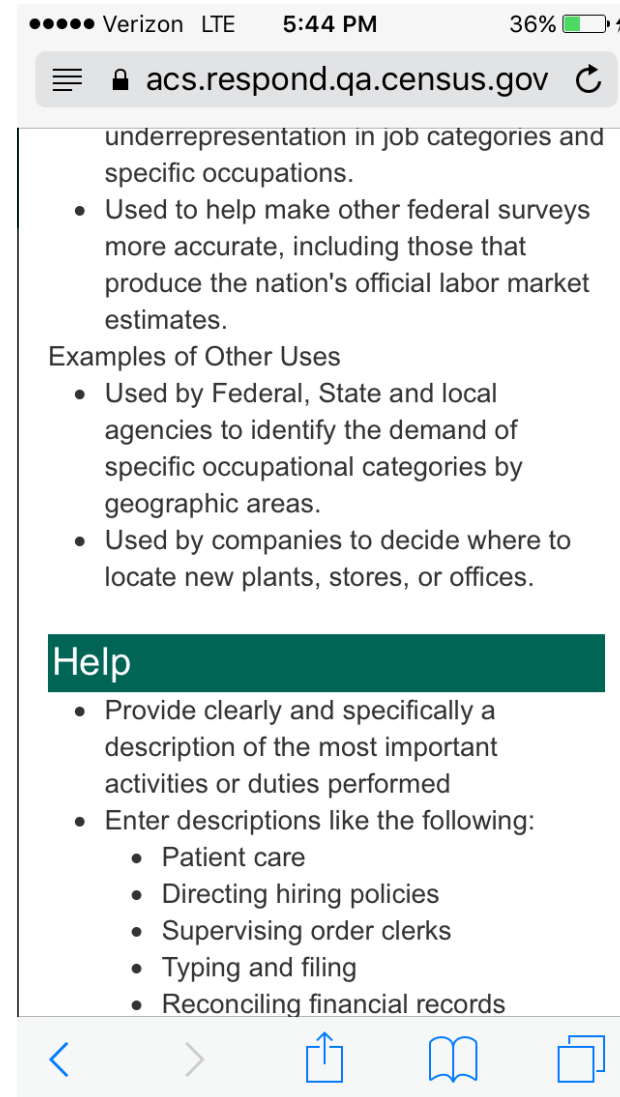 Verizon LTE 5:44 PM 36%
acs.respond.qa.census.gov
underrepresentation in job categories and
specific occupations.
• Used to help make other federal surveys
more accurate, including those that
produce the nation's official labor market
estimates.
Examples of Other Uses
• Used by Federal, State and local
agencies to identify the demand of
specific occupational categories by
geographic areas.
• Used by companies to decide where to
locate new plants, stores, or offices.
Help
• Provide clearly and specifically a
description of the most important
activities or duties performed
• Enter descriptions like the following:
• Patient care
• Directing hiring policies
• Supervising order clerks
• Typing and filing
• Reconciling financial records